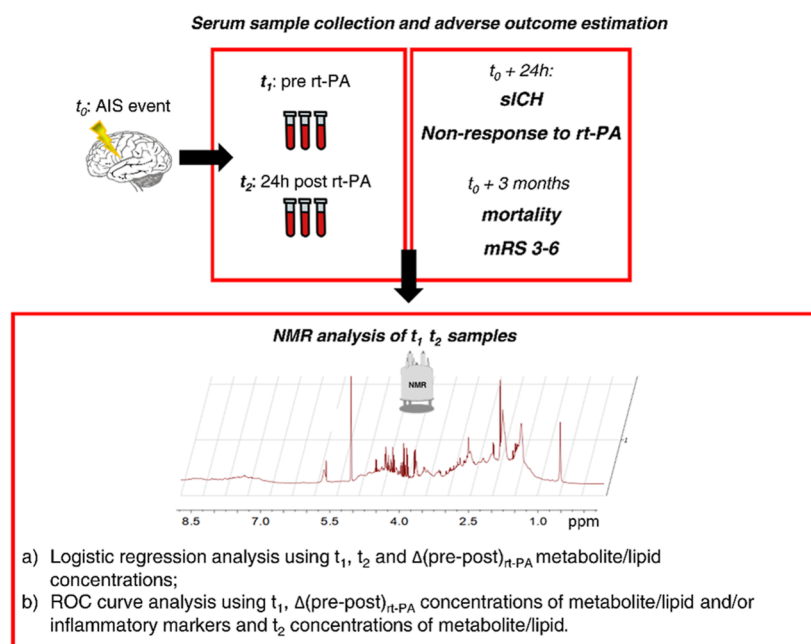 Serum sample collection and adverse outcome estimation
t₀: AIS event
t₁: pre rt-PA
t₂: 24h post rt-PA
t₀ + 24h:
sICH
Non-response to rt-PA
t₀ + 3 months
mortality
mRS 3-6
NMR analysis of t₁ t₂ samples
NMR
1
8.5 7.0 5.5 4.0 2.5 1.0 ppm
a) Logistic regression analysis using t₁, t₂ and Δ(pre-post)rt-PA metabolite/lipid
concentrations;
b) ROC curve analysis using t₁, Δ(pre-post)rt-PA concentrations of metabolite/lipid and/or
inflammatory markers and t₂ concentrations of metabolite/lipid.